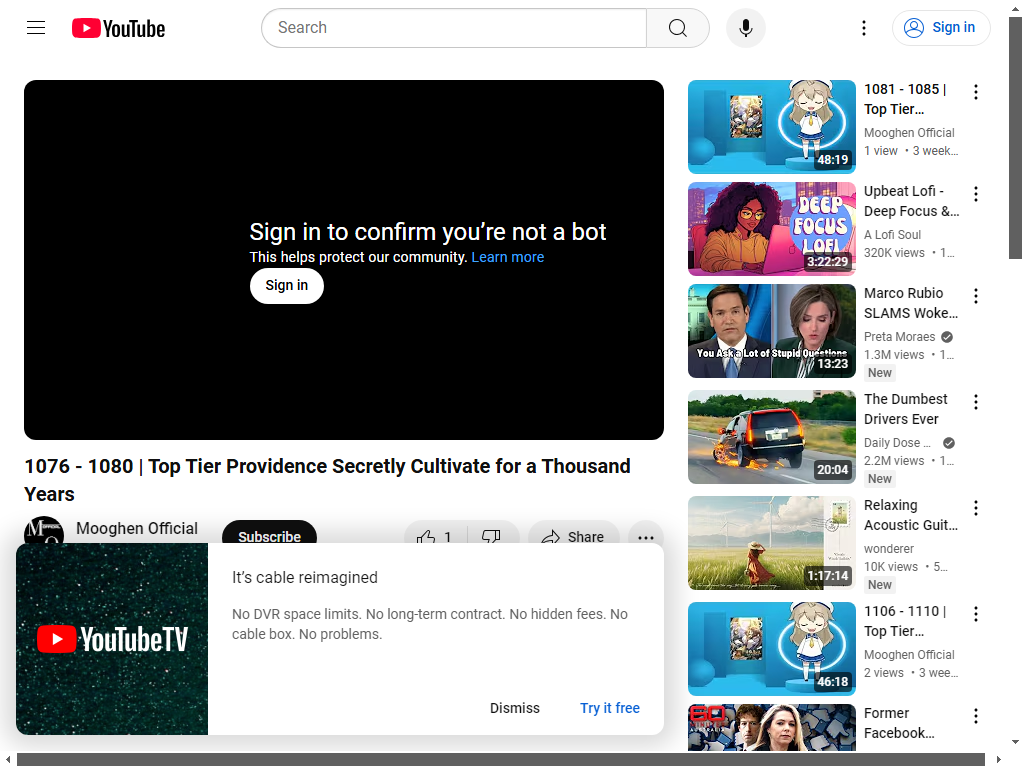 YouTube
Search
Sign in
Sign in to confirm you’re not a bot
This helps protect our community. Learn more
Sign in
1076 - 1080 | Top Tier Providence Secretly Cultivate for a Thousand
Years
Mooghen Official
Subscribe
1
Share
YouTubeTV
It’s cable reimagined
No DVR space limits. No long-term contract. No hidden fees. No
cable box. No problems.
Dismiss
Try it free
48:19
1081 - 1085 |
Top Tier…
Mooghen Official
1 view • 3 week…
DEEP
FOCUS
LOFI
3:22:29
Upbeat Lofi -
Deep Focus &…
A Lofi Soul
320K views • 1…
You Ask a Lot of Stupid Questions
13:23
Marco Rubio
SLAMS Woke…
Preta Moraes
1.3M views • 1…
New
20:04
The Dumbest
Drivers Ever
Daily Dose …
2.2M views • 1…
New
1:17:14
Relaxing
Acoustic Guit…
wonderer
10K views • 5…
New
46:18
1106 - 1110 |
Top Tier…
Mooghen Official
2 views • 3 wee…
60
Former
Facebook…